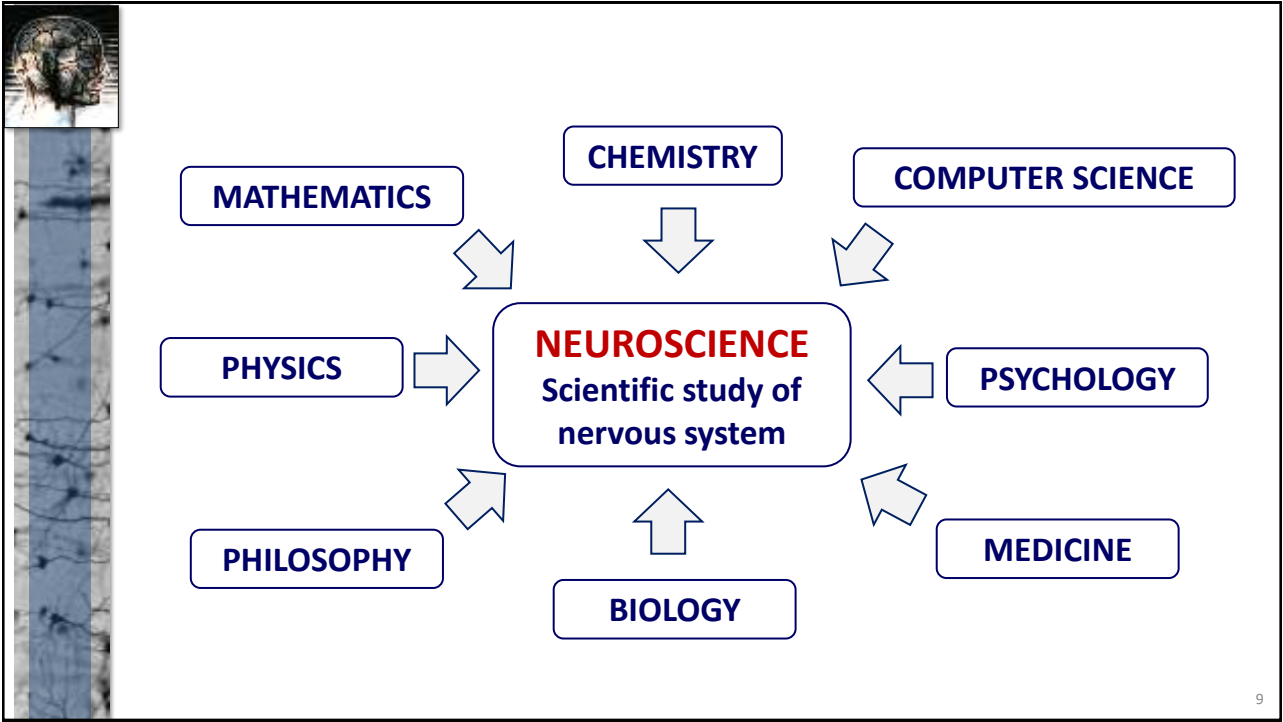 CHEMISTRY
COMPUTER SCIENCE
MATHEMATICS
NEUROSCIENCE
Scientific study of
nervous system
PHYSICS
PSYCHOLOGY
PHILOSOPHY
MEDICINE
BIOLOGY
9